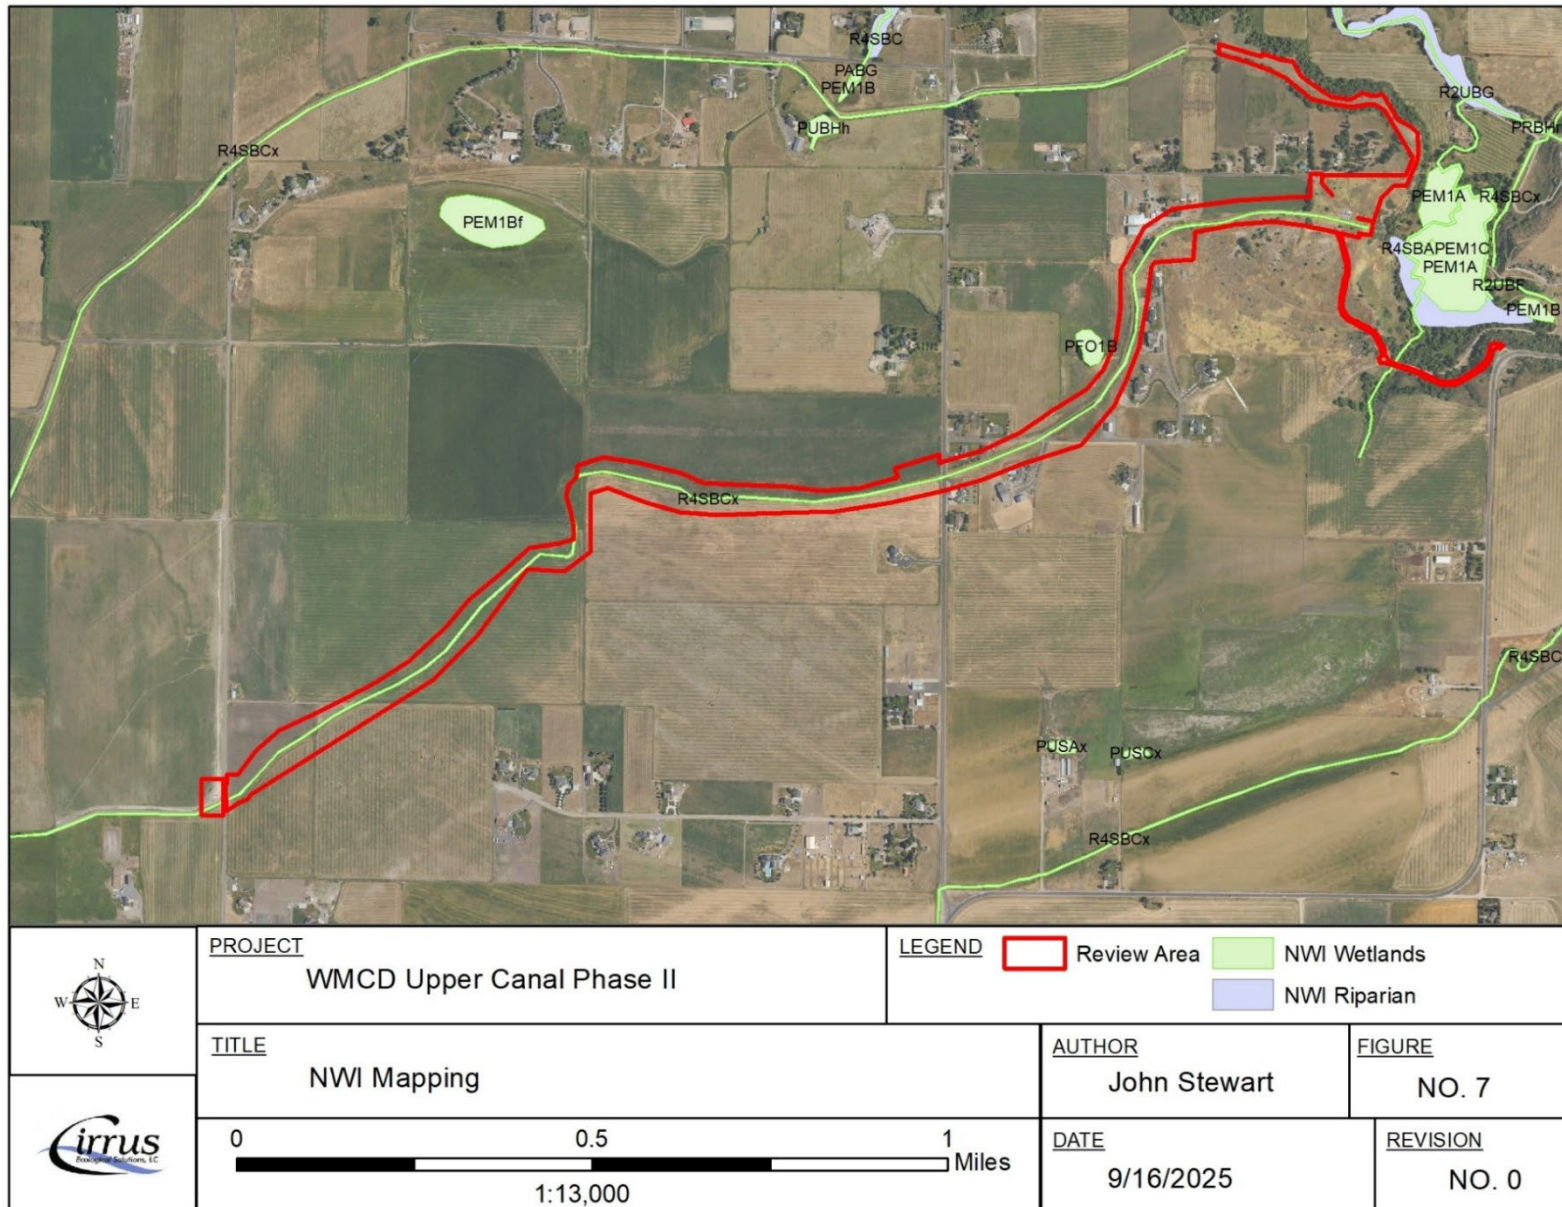 R4SBC
PABG
PEM1B
R2UBG
PUBHh
PRBHh
R4SBCx
PEM1A
R4SBCx
PEM1Bf
R4SBAPEM1C
PEM1A
R2UBF
PEM1B
PFO1B
R4SBCx
R4SBC
PUSAx
PUSCx
R4SBCx
N
W
E
S
PROJECT
WMCD Upper Canal Phase II
LEGEND
Review Area
NWI Wetlands
NWI Riparian
TITLE
NWI Mapping
AUTHOR
John Stewart
FIGURE
NO. 7
Cirrus
Ecological Solutions, LC
0 0.5 1
Miles
1:13,000
DATE
9/16/2025
REVISION
NO. 0